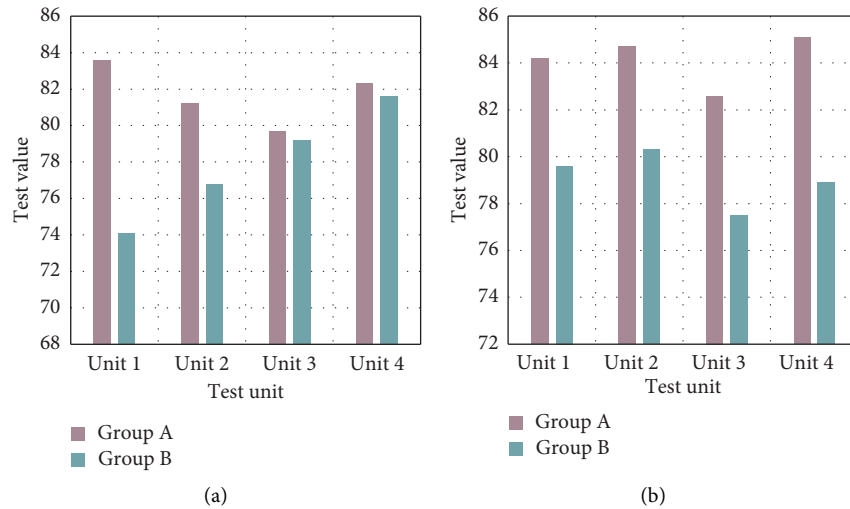 86
84
82
80
78
76
74
72
70
68
Test value
Unit 1 Unit 2 Unit 3 Unit 4
Test unit
Group A
Group B
(a)
86
84
82
80
78
76
74
72
Test value
Unit 1 Unit 2 Unit 3 Unit 4
Test unit
Group A
Group B
(b)